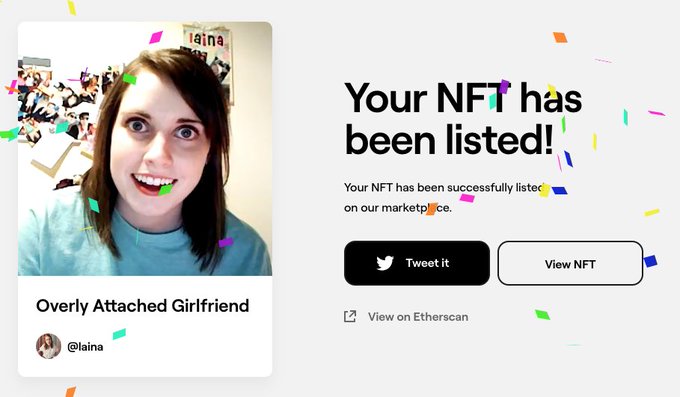 laina
Overly Attached Girlfriend
@laina
Your NFT has
been listed!
Your NFT has been successfully listed
on our marketplace.
Tweet it
View NFT
View on Etherscan